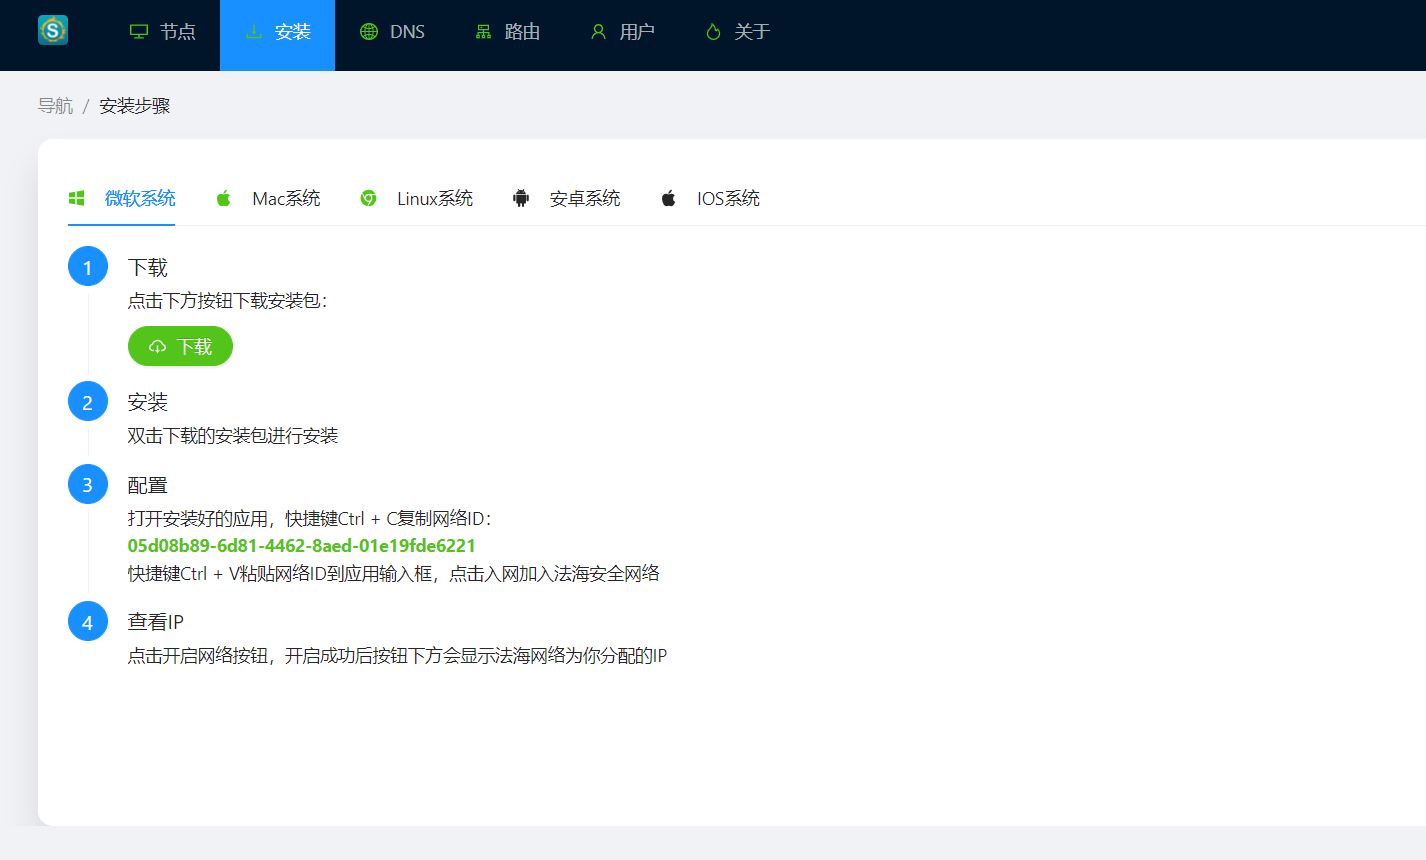 S
节点
安装
DNS
路由
用户
关于
导航 / 安装步骤
微软系统
Mac系统
Linux系统
安卓系统
IOS系统
1
下载
点击下方按钮下载安装包：
下载
2
安装
双击下载的安装包进行安装
3
配置
打开安装好的应用，快捷键Ctrl + C复制网络ID：
05d08b89-6d81-4462-8aed-01e19fde6221
快捷键Ctrl + V粘贴网络ID到应用输入框，点击入网加入法海安全网络
4
查看IP
点击开启网络按钮，开启成功后按钮下方会显示法海网络为你分配的IP